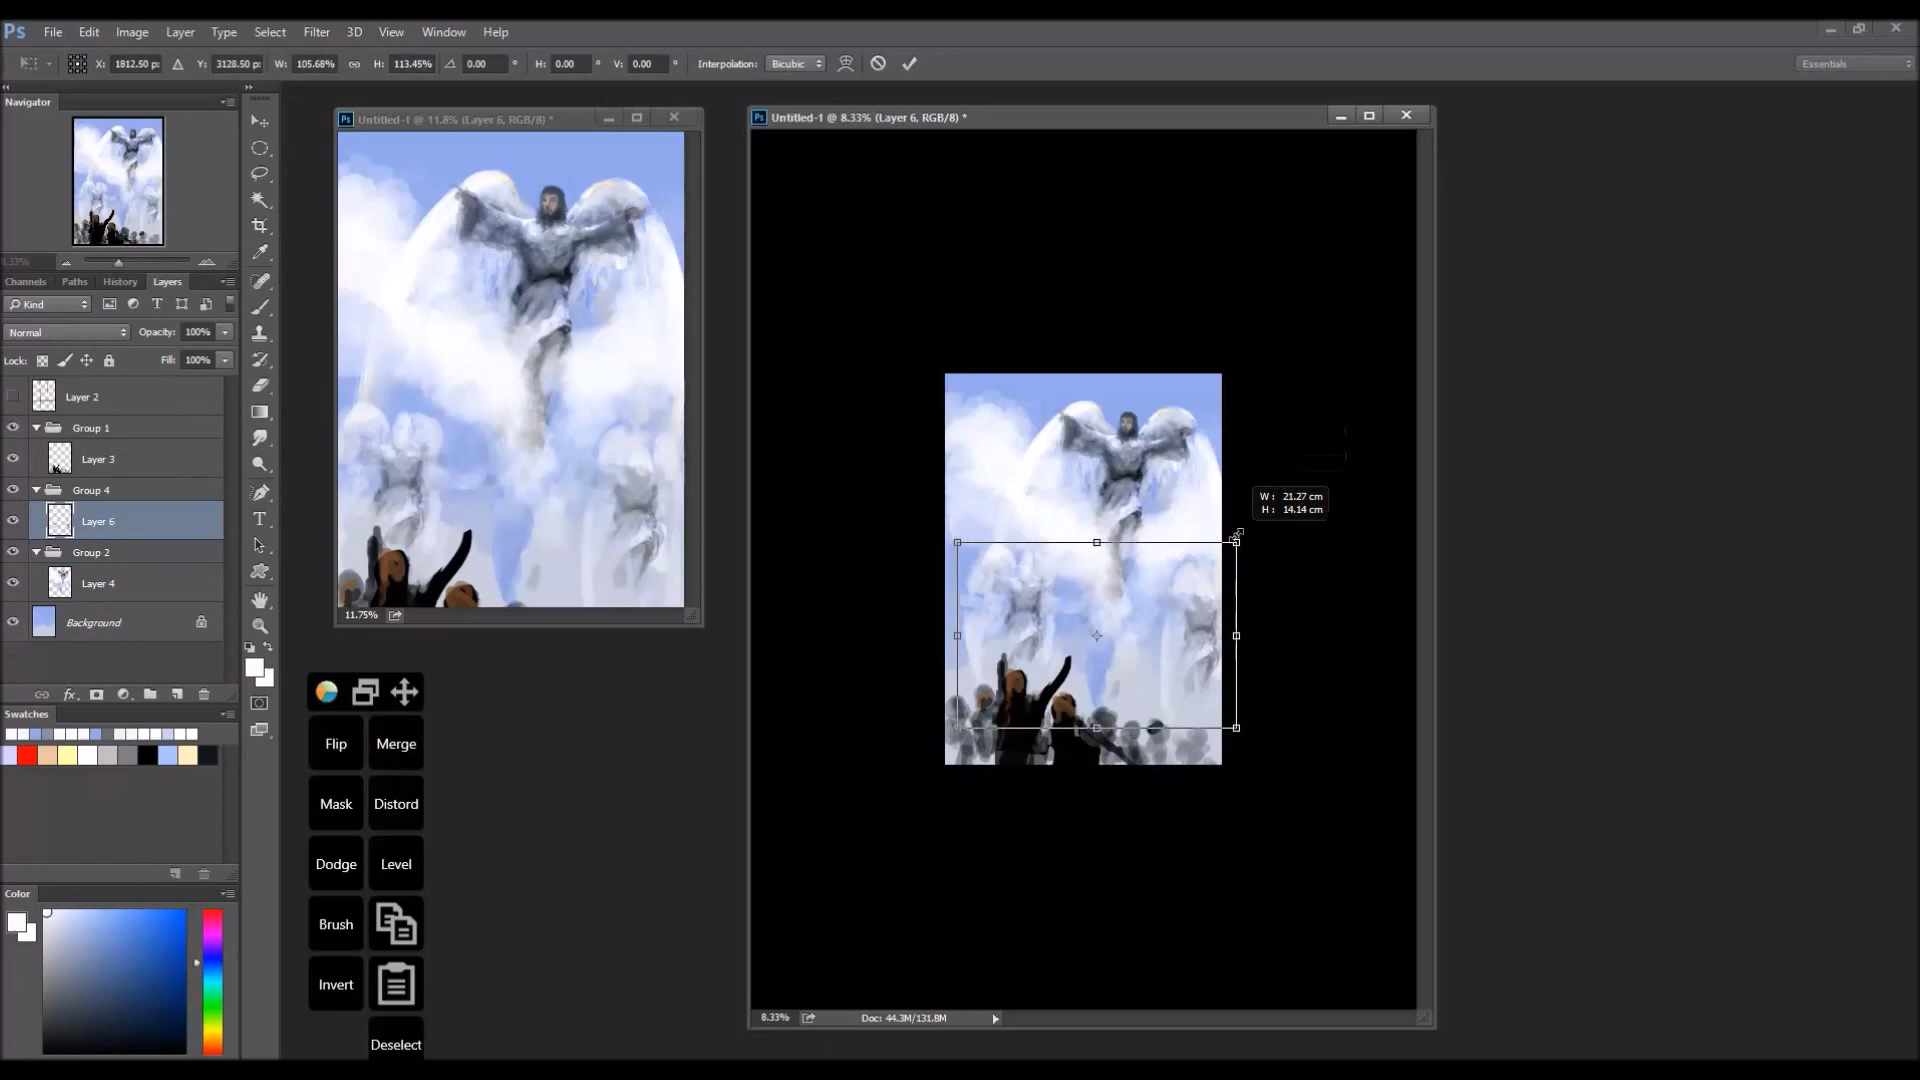 Ps File Edit Image Layer Type Select Filter 3D View Window Help
X: 1812.50 p: Y: 3128.50 p: W: 105.68% H: 113.45% 0.00 ° H: 0.00 ° V: 0.00 ° Interpolation: Bicubic Essentials
Navigator
Ps Untitled-1 @ 11.8% (Layer 6, RGB/8) *
Ps Untitled-1 @ 8.33% (Layer 6, RGB/8) *
8.33%
Channels Paths History Layers
Kind T
Normal Opacity: 100%
Lock: Fill: 100%
Layer 2
Group 1
Layer 3
Group 4
Layer 6
Group 2
Layer 4
Background
fx.
T
W : 21.27 cm
H : 14.14 cm
11.75%
Swatches
Flip Merge
Mask Distord
Dodge Level
Brush
Invert
Deselect
Color
8.33% Doc: 44.3M/131.8M